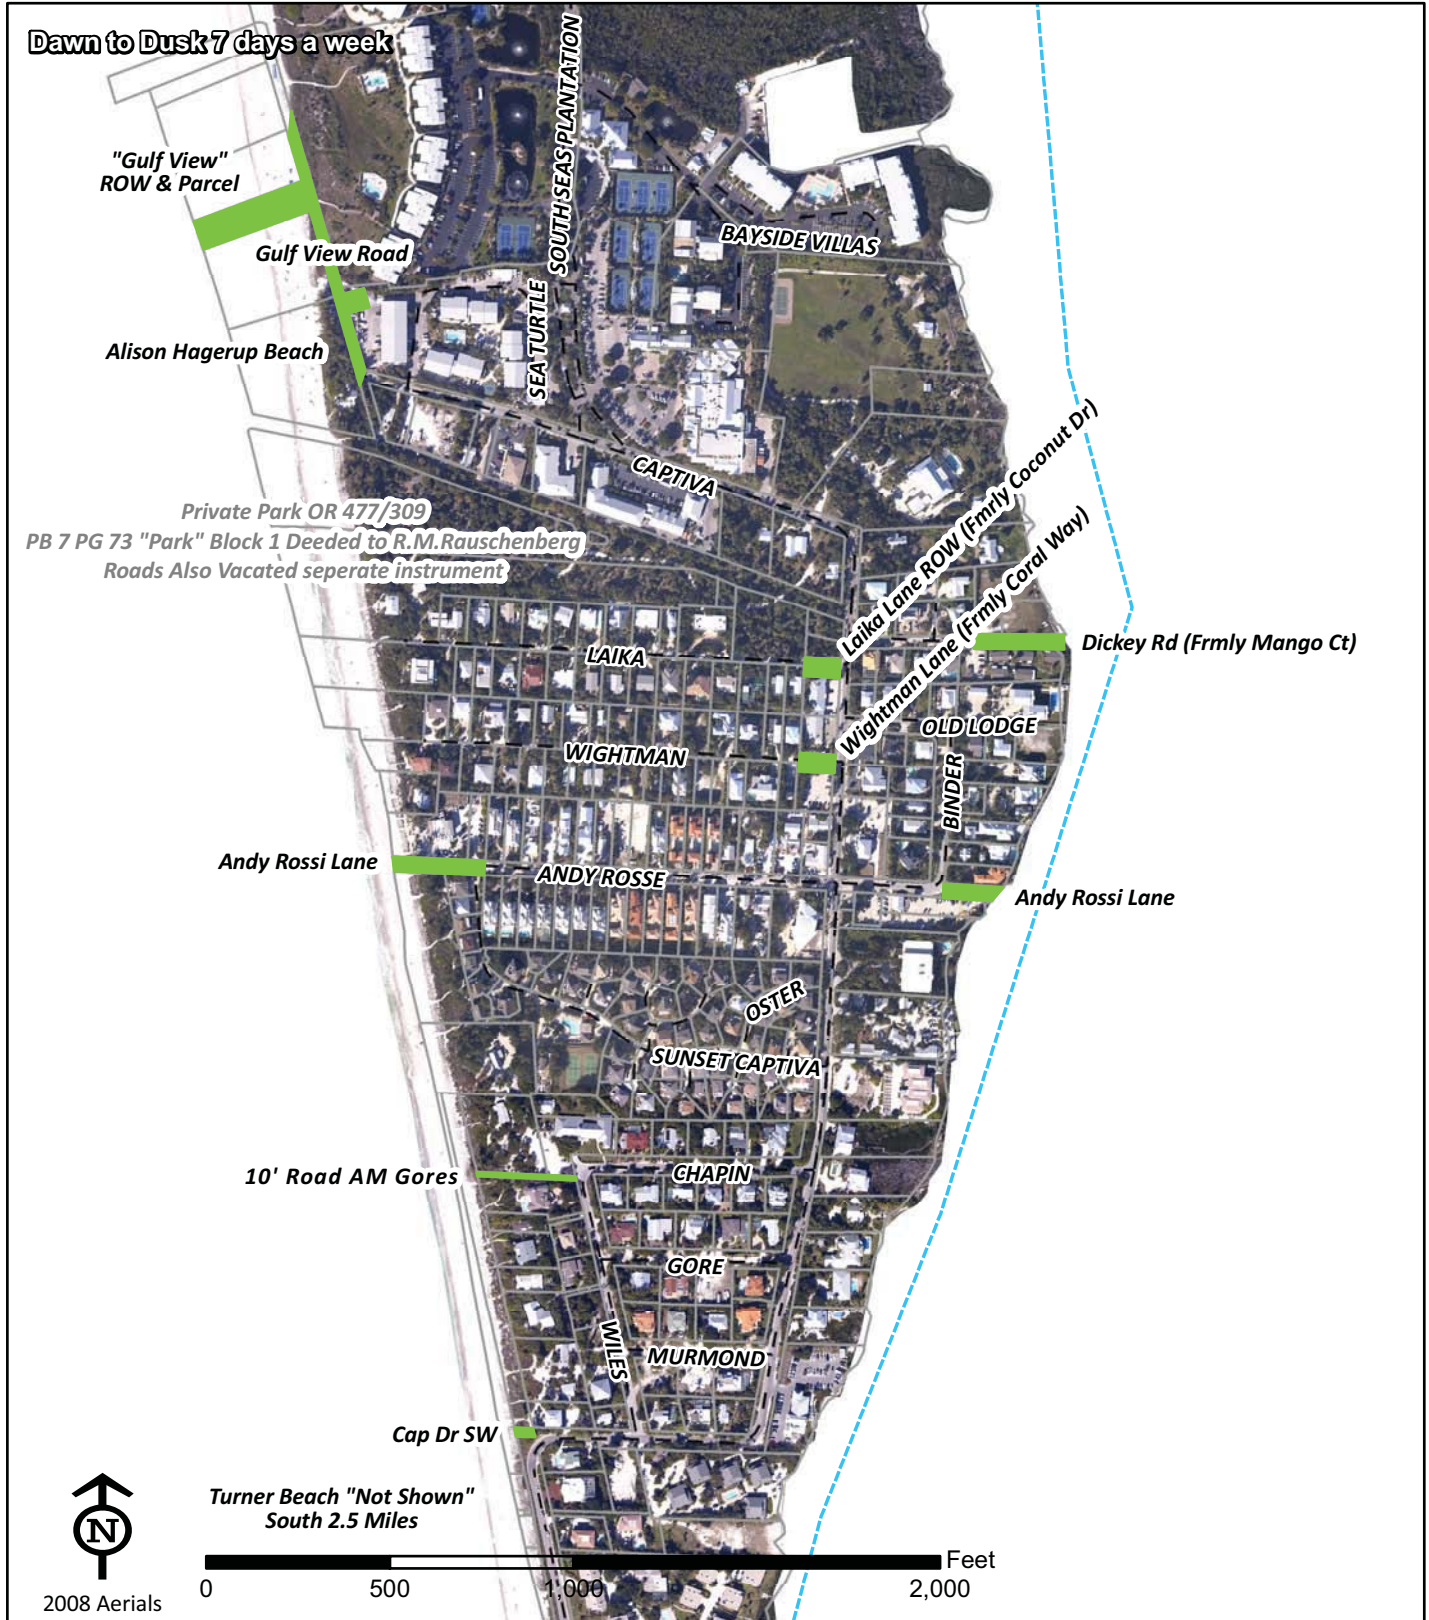 Dawn to Dusk 7 days a week
SOUTH SEAS PLANTATION
"Gulf View"
ROW & Parcel
BAYSIDE VILLAS
Gulf View Road
SEA TURTLE
Alison Hagerup Beach
CAPTIVA
Laika Lane ROW (Fmrly Coconut Dr)
Private Park OR 477/309
PB 7 PG 73 "Park" Block 1 Deeded to R.M.Rauschenberg
Roads Also Vacated seperate instrument
Wightman Lane (Frmly Coral Way)
Dickey Rd (Frmly Mango Ct)
LAIKA
OLD LODGE
WIGHTMAN
BINDER
Andy Rossi Lane
ANDY ROSSE
Andy Rossi Lane
OSTER
SUNSET CAPTIVA
10' Road AM Gores
CHAPIN
GORE
WILES
MURMOND
Cap Dr SW
Turner Beach "Not Shown"
South 2.5 Miles
N
Feet
0 500 1,000 2,000
2008 Aerials